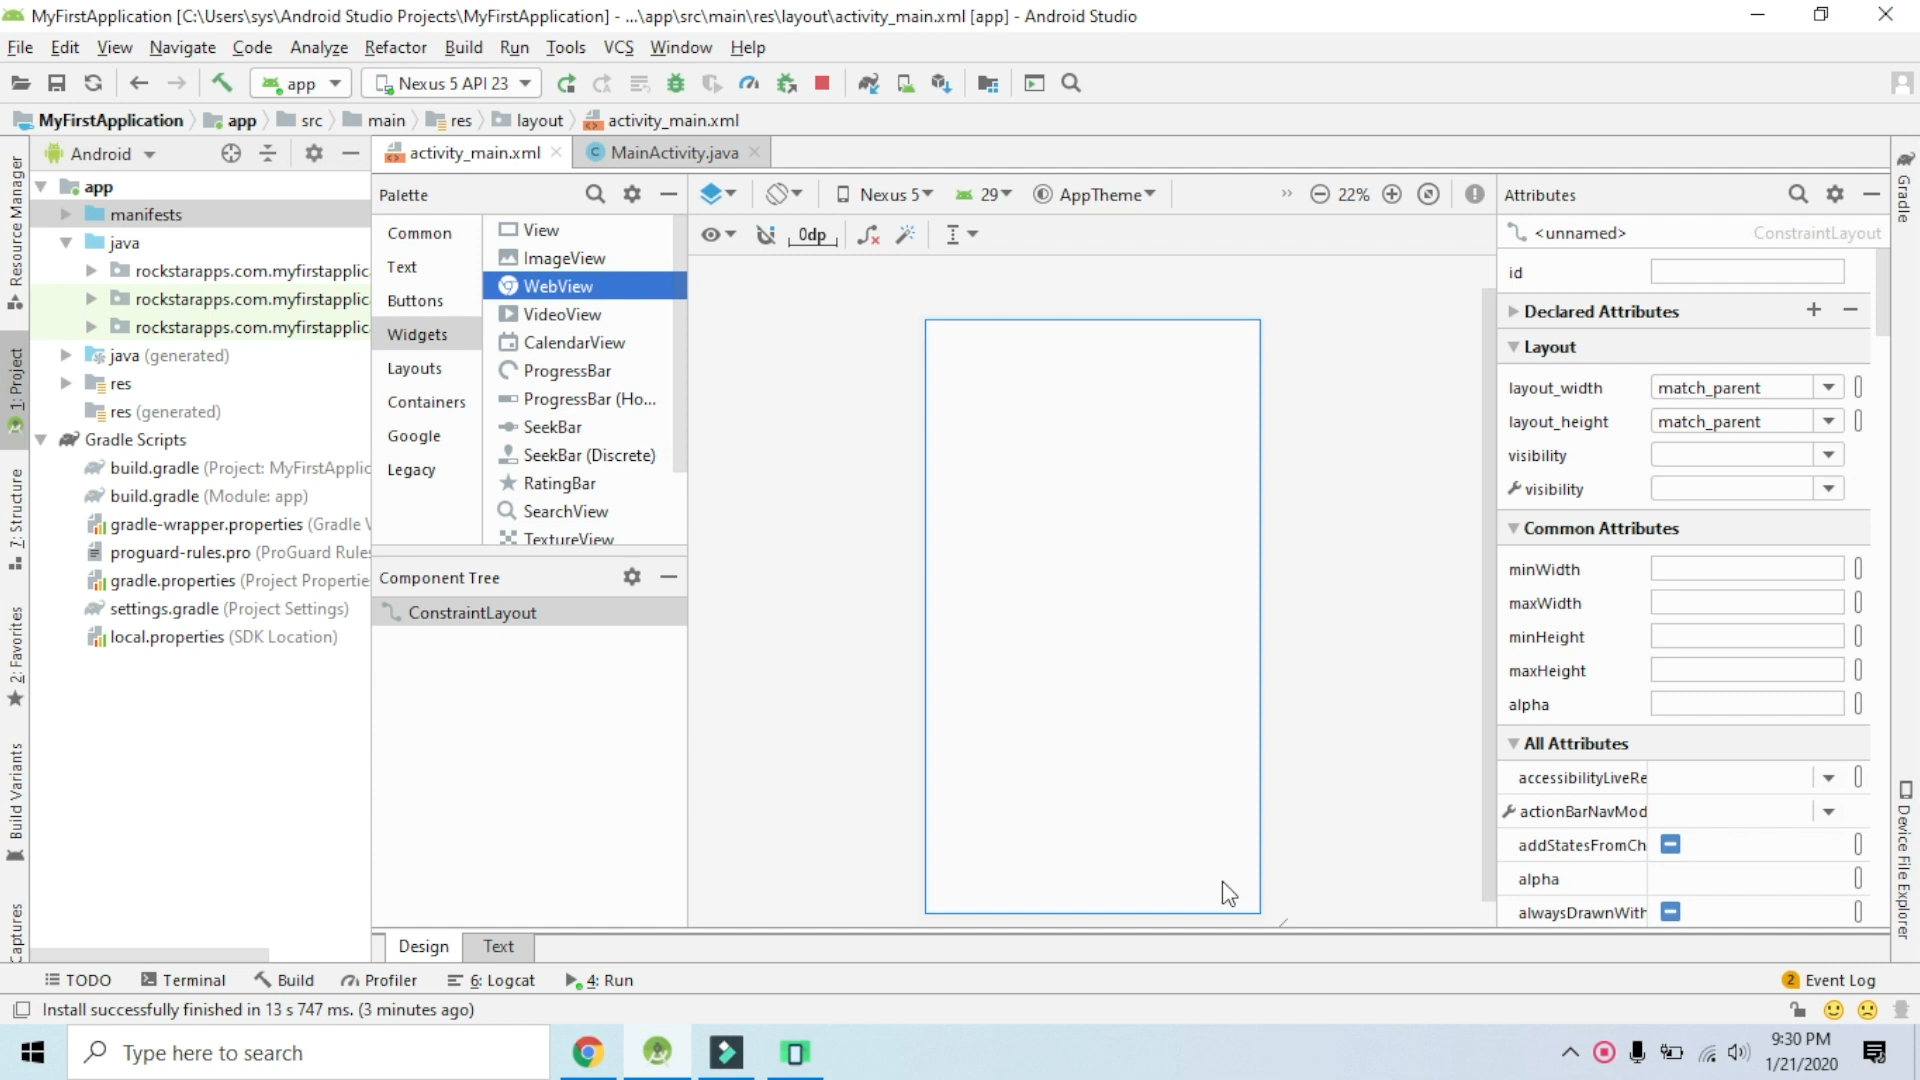 MyFirstApplication [C:\Users\sys\Android Studio Projects\MyFirstApplication] - ...\app\src\main\res\layout\activity_main.xml [app] - Android Studio
File Edit View Navigate Code Analyze Refactor Build Run Tools VCS Window Help
app Nexus 5 API 23
MyFirstApplication app src main res layout activity_main.xml
Android
activity_main.xml
MainActivity.java
Resource Manager
1: Project
7: Structure
2: Favorites
Build Variants
Captures
app
manifests
java
rockstarapps.com.myfirstapplic
rockstarapps.com.myfirstapplic
rockstarapps.com.myfirstapplic
java (generated)
res
res (generated)
Gradle Scripts
build.gradle (Project: MyFirstApplic
build.gradle (Module: app)
gradle-wrapper.properties (Gradle V
proguard-rules.pro (ProGuard Rules
gradle.properties (Project Propertie
settings.gradle (Project Settings)
local.properties (SDK Location)
Palette
Common
Text
Buttons
Widgets
Layouts
Containers
Google
Legacy
View
ImageView
WebView
VideoView
CalendarView
ProgressBar
ProgressBar (Ho...
SeekBar
SeekBar (Discrete)
RatingBar
SearchView
TextureView
Component Tree
ConstraintLayout
Nexus 5 29 AppTheme » 22%
0dp
Attributes
<unnamed> ConstraintLayout
id
Declared Attributes
Layout
layout_width match_parent
layout_height match_parent
visibility
visibility
Common Attributes
minWidth
maxWidth
minHeight
maxHeight
alpha
All Attributes
accessibilityLiveRe
actionBarNavMod
addStatesFromCh
alpha
alwaysDrawnWith
Gradle
Device File Explorer
Design Text
TODO Terminal Build Profiler 6: Logcat 4: Run
2 Event Log
Install successfully finished in 13 s 747 ms. (3 minutes ago)
Type here to search
9:30 PM
1/21/2020